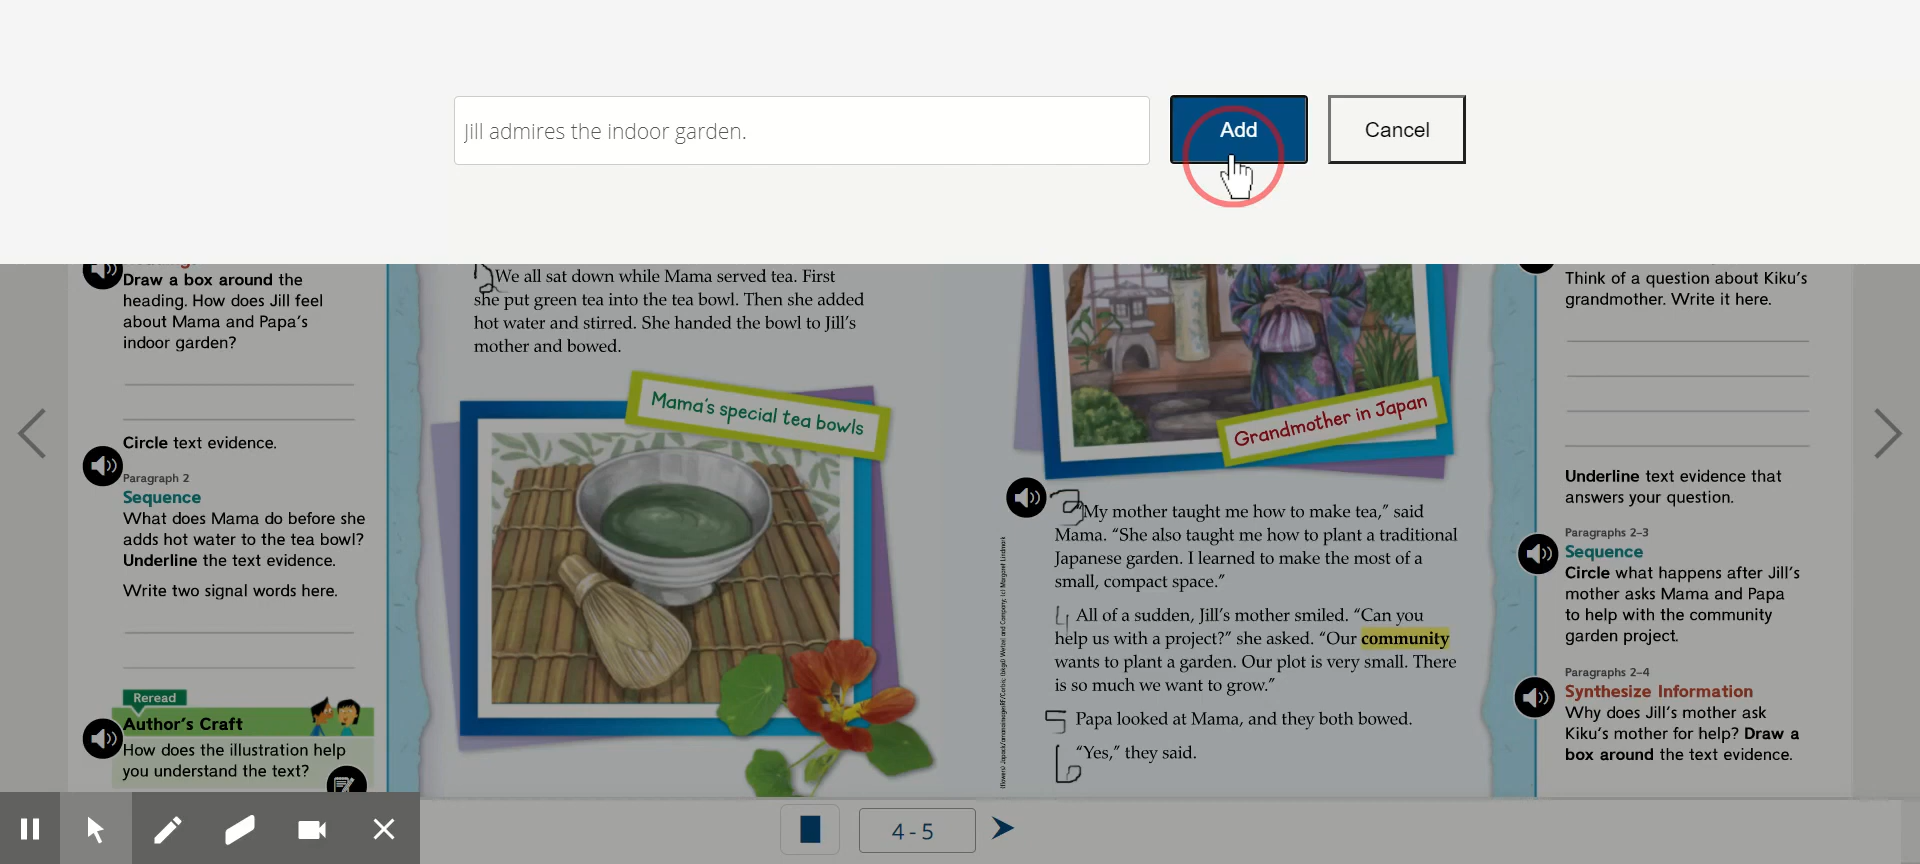 Jill admires the indoor garden.
Add
Cancel
Draw a box around the
heading. How does Jill feel
about Mama and Papa's
indoor garden?
Circle text evidence.
Paragraph 2
Sequence
What does Mama do before she
adds hot water to the tea bowl?
Underline the text evidence.
Write two signal words here.
Reread
Author's Craft
How does the illustration help
you understand the text?
2
We all sat down while Mama served tea. First
she put green tea into the tea bowl. Then she added
hot water and stirred. She handed the bowl to Jill's
mother and bowed.
Mama's special tea bowls
Grandmother in Japan
3
"My mother taught me how to make tea," said
Mama. "She also taught me how to plant a traditional
Japanese garden. I learned to make the most of a
small, compact space."
4 All of a sudden, Jill's mother smiled. "Can you
help us with a project?" she asked. "Our community
wants to plant a garden. Our plot is very small. There
is so much we want to grow."
5 Papa looked at Mama, and they both bowed.
6 "Yes," they said.
Think of a question about Kiku's
grandmother. Write it here.
Underline text evidence that
answers your question.
Paragraphs 2–3
Sequence
Circle what happens after Jill's
mother asks Mama and Papa
to help with the community
garden project.
Paragraphs 2–4
Synthesize Information
Why does Jill's mother ask
Kiku's mother for help? Draw a
box around the text evidence.
4 - 5